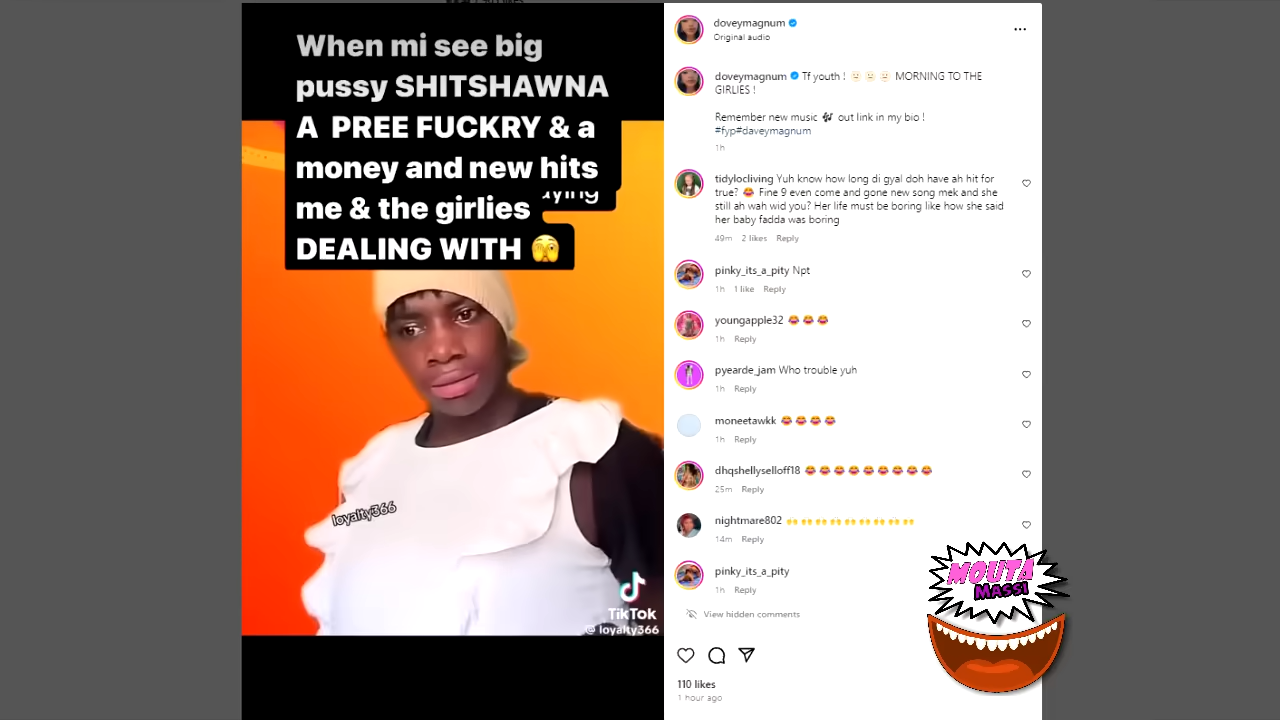 When mi see big
pussy SHITSHAWNA
A PREE FUCKRY & a
money and new hits
me & the girlies
DEALING WITH 🫣
loyalty366
TikTok
@ loyalty366
doveymagnum
Original audio
doveymagnum Tf youth ! 🫥 🫥 🫥 MORNING TO THE
GIRLIES !
Remember new music 🎶 out link in my bio !
#fyp#daveymagnum
1h
tidylocliving Yuh know how long di gyal doh have ah hit for
true? 😂 Fine 9 even come and gone new song mek and she
still ah wah wid you? Her life must be boring like how she said
her baby fadda was boring
49m 2 likes Reply
pinky_its_a_pity Npt
1h 1 like Reply
youngapple32 😂 😂 😂
1h Reply
pyearde_jam Who trouble yuh
1h Reply
moneetawkk 😂 😂 😂 😂
1h Reply
dhqshellyselloff18 😂 😂 😂 😂 😂 😂 😂 😂 😂
25m Reply
nightmare802 🙌 🙌 🙌 🙌 🙌 🙌 🙌 🙌 🙌
14m Reply
pinky_its_a_pity
1h Reply
View hidden comments
110 likes
1 hour ago
MOUTA
MASSI